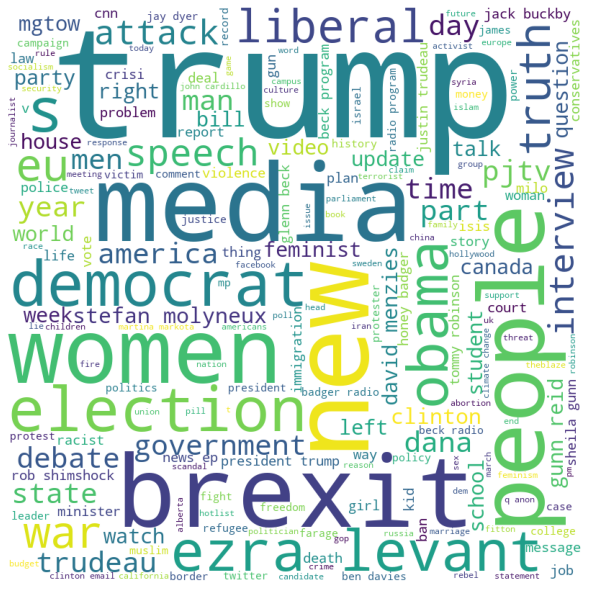 mgtow
cnn
jay dyer
record
liberal
day
jack buckby
future
attack
word
activist
james
europe
trump
law
campaign
rule
today
party
crisi
deal
gun
game
campus
beck program
truth
question
conservatives
socialism
security
john cardillo
culture
s
right
man
journalist
v
problem
bill
show
israel
radio program
justin trudeau
syria
islam
money
power
house
response
report
history
talk
group
eu
men
meeting
tweet
victim
speech
comment
violence
video
glenn beck
update
claim
terrorist
pjtv
milo
woman
interview
police
year
media
plan
parliament
time
part
isis
story
world
justice
issue
book
family
china
hollywood
race
life
vote
america
thing
feminist
facebook
sweden
canada
democrat
week
stefan molyneux
mp
poll
head
protester
court
uk
support
lie
children
martina markota
americans
immigration
new
iran
david menzies
honey badger
tommy robinson
obama
student
people
climate change
threat
theblaze
robinson
women
fire
nation
politics
president
badger radio
abortion
union
pill
t
clinton
beck radio
end
gunn reid
sheila gunn
election
left
protest
racist
debate
government
dana
way
policy
sex
march
feminism
pm
rob shimshock
news ep
president trump
reason
school
q anon
state
scandal
brexit
girl
kid
dem
leader
minister
alberta
fight
hotlist
freedom
politician
farage
gop
russia
marriage
ban
fitton
case
college
war
watch
refugee
muslim
ezra levant
message
trudeau
death
crime
budget
clinton email
california
border
twitter
candidate
ben davies
rebel
statement
job